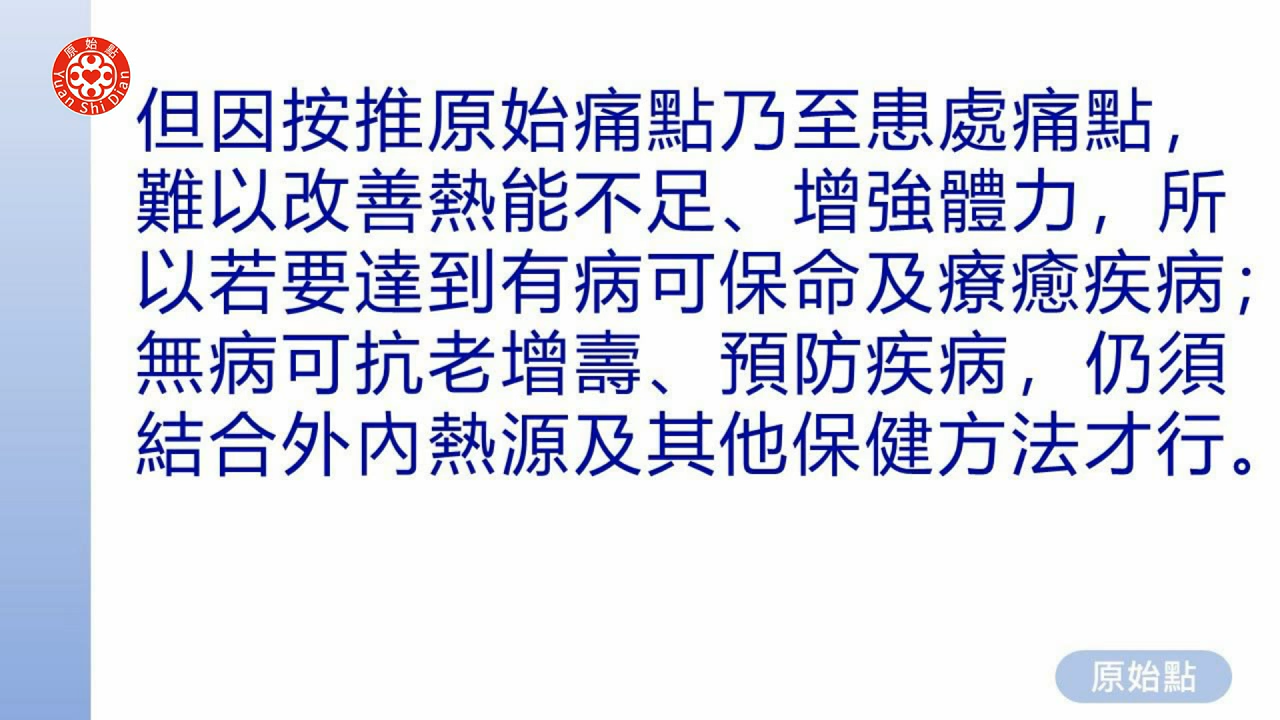 原始點
Yuan Shi Dian
但因按推原始痛點乃至患處痛點，
難以改善熱能不足、增強體力，所
以若要達到有病可保命及療癒疾病；
無病可抗老增壽、預防疾病，仍須
結合外內熱源及其他保健方法才行。
原始點